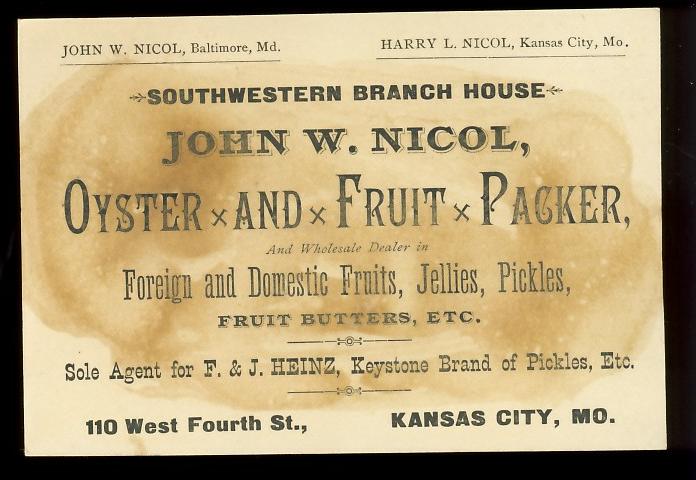 JOHN W. NICOL, Baltimore, Md.
HARRY L. NICOL, Kansas City, Mo.
SOUTHWESTERN BRANCH HOUSE
JOHN W. NICOL,
OYSTER × AND × FRUIT × PACKER,
And Wholesale Dealer in
Foreign and Domestic Fruits, Jellies, Pickles,
FRUIT BUTTERS, ETC.
Sole Agent for F. & J. HEINZ, Keystone Brand of Pickles, Etc.
110 West Fourth St., KANSAS CITY, MO.